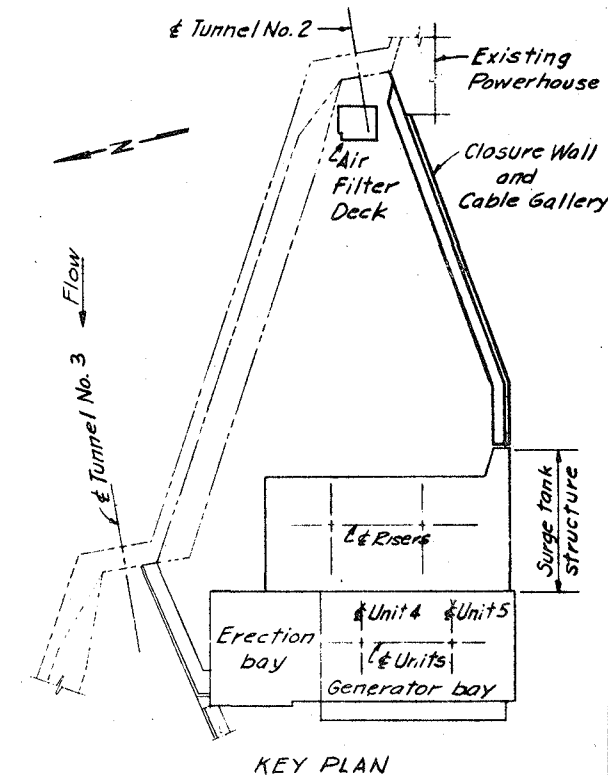 ℄ Tunnel No. 2
Existing
Powerhouse
Closure Wall
and
Cable Gallery
Air
Filter
Deck
N
Flow
℄ Tunnel No. 3
Surge tank
structure
℄ Risers
℄ Unit 4
℄ Unit 5
Erection
bay
℄ Units
Generator bay
KEY PLAN